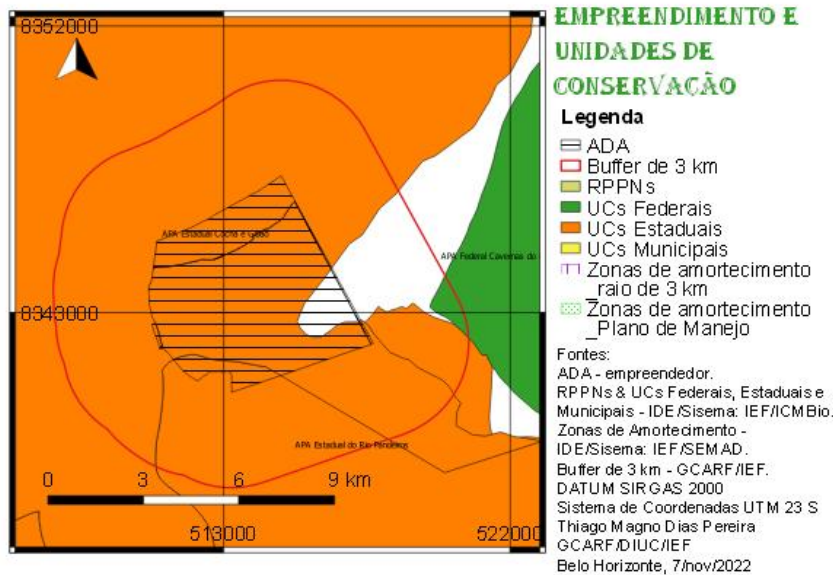 8352000
APA Estadual Cochá e Gibão
APA Federal Cavernas do
8343000
APA Estadual do Rio Pandeiros
0 3 6 9 km
513000 522000
EMPREENDIMENTO E
UNIDADES DE
CONSERVAÇÃO
Legenda
ADA
Buffer de 3 km
RPPNs
UCs Federais
UCs Estaduais
UCs Municipais
Zonas de amortecimento
_raio de 3 km
Zonas de amortecimento
_Plano de Manejo
Fontes:
ADA - empreendedor.
RPPNs & UCs Federais, Estaduais e
Municipais - IDE/Sisema: IEF/ICMBio.
Zonas de Amortecimento -
IDE/Sisema: IEF/SEMAD.
Buffer de 3 km - GCARF/IEF.
DATUM SIRGAS 2000
Sistema de Coordenadas UTM 23 S
Thiago Magno Dias Pereira
GCARF/DIUC/IEF
Belo Horizonte, 7/nov/2022